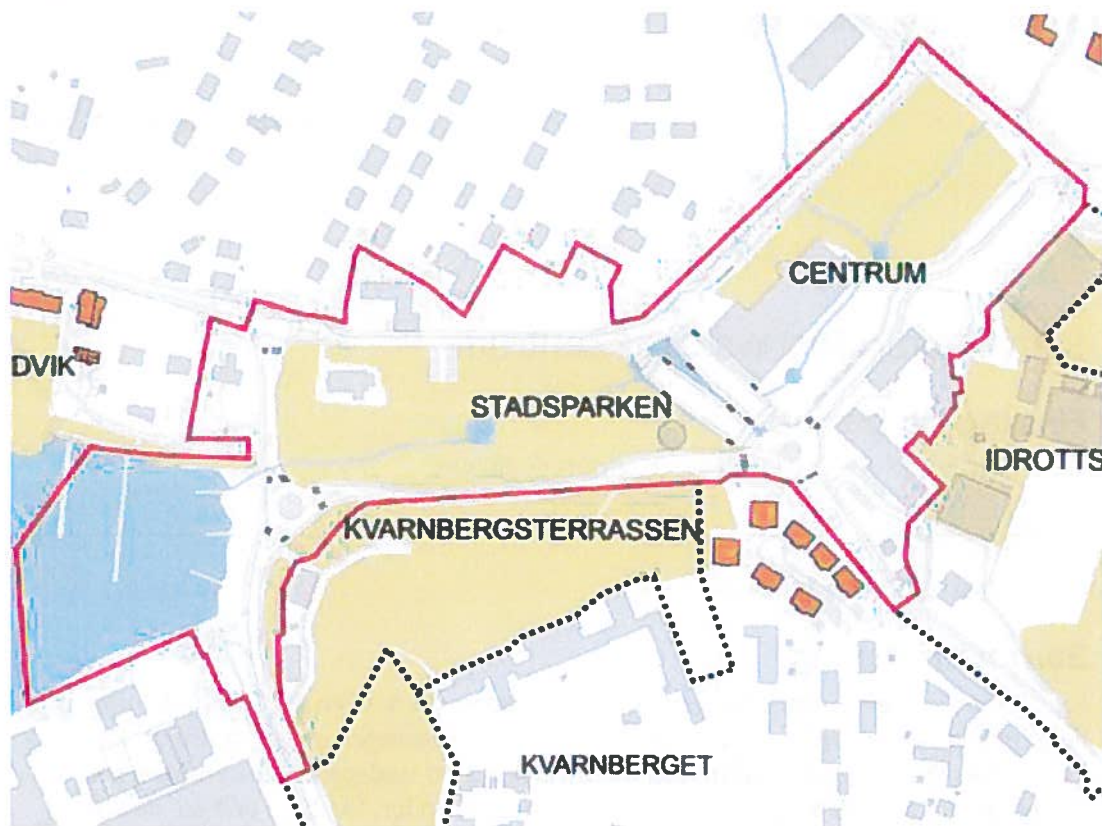 CENTRUM
DVIK
STADSPARKEN
IDROTTS
KVARNBERGSTERRASSEN
KVARNBERGET